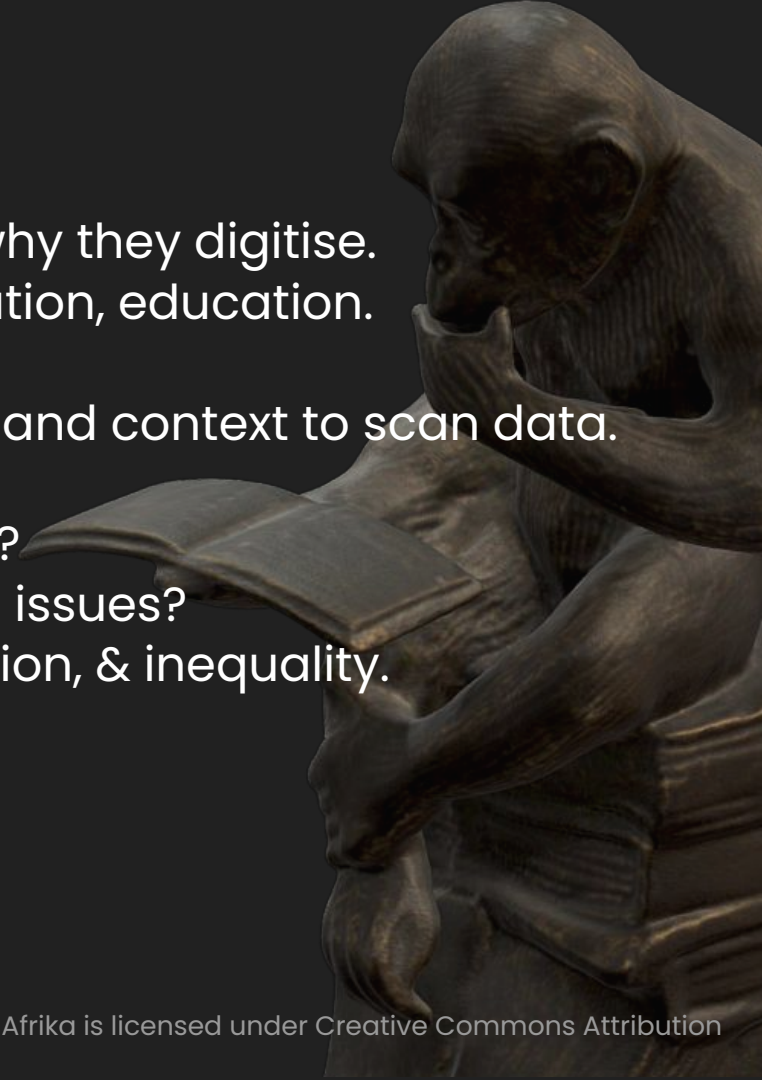 why they digitise.
ation, education.
and context to scan data.
?
issues?
ion, & inequality.
Afrika is licensed under Creative Commons Attribution